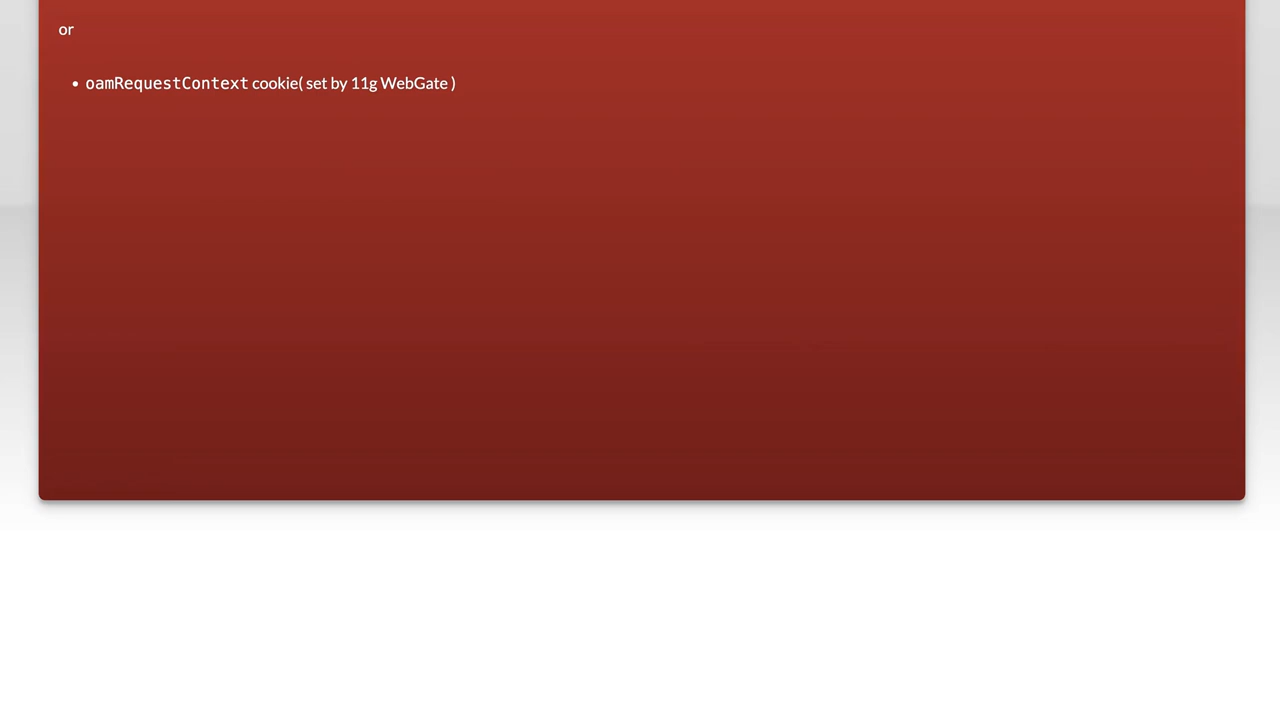 or
• oamRequestContext cookie( set by 11g WebGate )